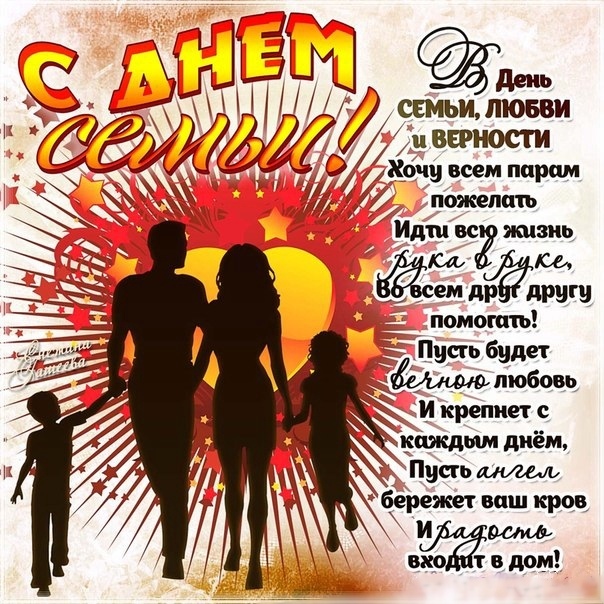 С ДНЕМ
семьи!
В День
СЕМЬИ, ЛЮБВИ
и ВЕРНОСТИ
Хочу всем парам
пожелать
Идти всю жизнь
рука в руке,
Во всем друг другу
помогать!
Пусть будет
вечною любовь
И крепнет с
каждым днём,
Пусть ангел
бережет ваш кров
И радость
входит в дом!